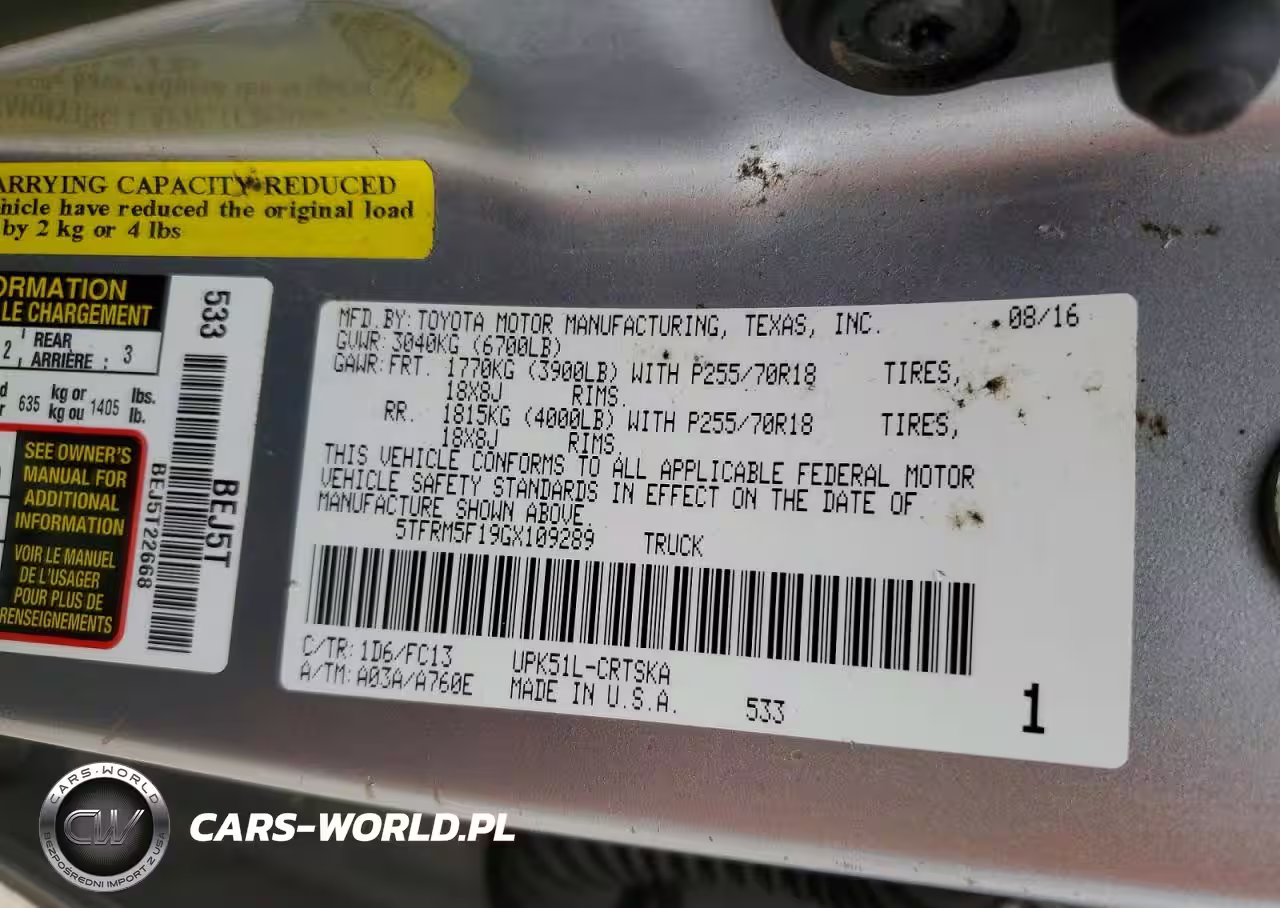 ARRYING CAPACITY REDUCED
hicle have reduced the original load
by 2 kg or 4 lbs
ORMATION
LE CHARGEMENT
2 REAR ARRIÈRE : 3
635 kg or kg ou 1405 lbs. lb.
SEE OWNER'S
MANUAL FOR
ADDITIONAL
INFORMATION
VOIR LE MANUEL
DE L'USAGER
POUR PLUS DE
RENSEIGNEMENTS
533
BEJ5T
BEJ5T22668
MFD.BY: TOYOTA MOTOR MANUFACTURING, TEXAS, INC. 08/16
GVWR: 3040KG (6700LB)
GAWR: FRT. 1770KG (3900LB) WITH P255/70R18 TIRES,
18X8J RIMS.
RR. 1815KG (4000LB) WITH P255/70R18 TIRES,
18X8J RIMS.
THIS VEHICLE CONFORMS TO ALL APPLICABLE FEDERAL MOTOR
VEHICLE SAFETY STANDARDS IN EFFECT ON THE DATE OF
MANUFACTURE SHOWN ABOVE.
5TFRM5F19GX109289 TRUCK
C/TR: 1D6/FC13 UPK51L-CRTSKA
A/TM: A03A/A760E MADE IN U.S.A. 533
1
CARS-WORLD
CW
BEZPOŚREDNI IMPORT Z USA
CARS-WORLD.PL